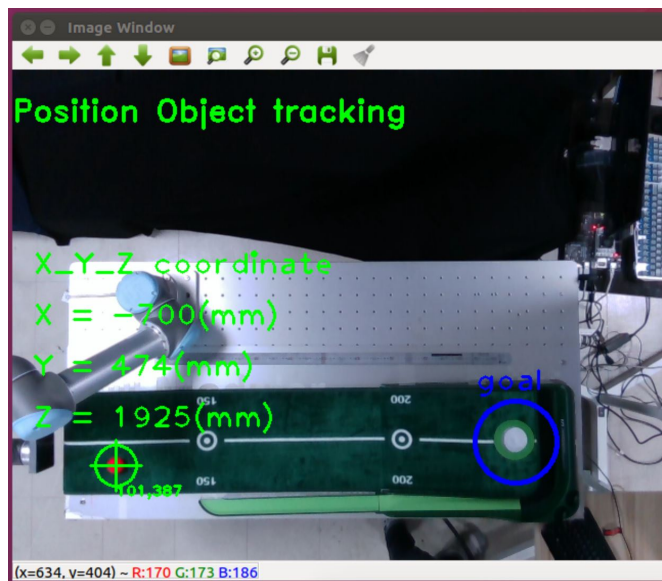 Image Window
Position Object tracking
X_Y_Z coordinate
X = -700(mm)
Y = 474(mm)
goal
Z = 1925(mm)
150
200
101,387
150
200
(x=634, y=404) ~ R:170 G:173 B:186